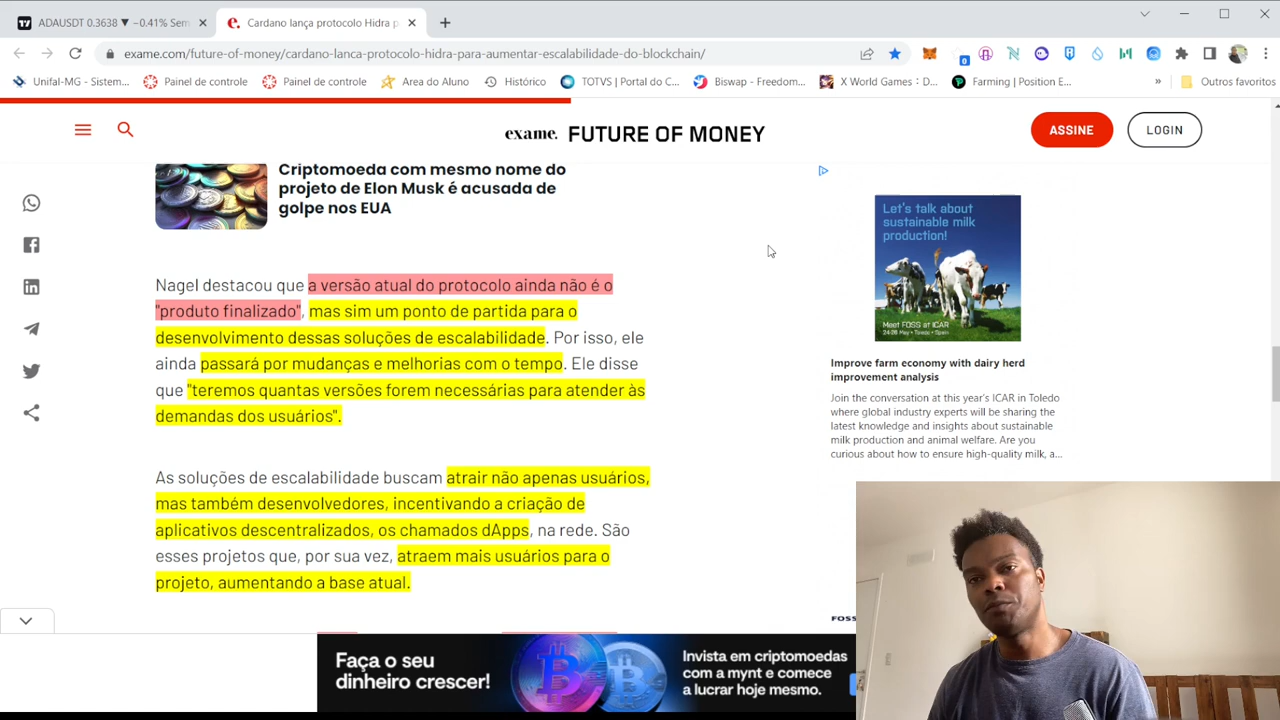 ADAUSDT 0.3638 ▼ −0.41% Sem
Cardano lança protocolo Hidra p
exame.com/future-of-money/cardano-lanca-protocolo-hidra-para-aumentar-escalabilidade-do-blockchain/
0
Unifal-MG - Sistem...
Painel de controle
Painel de controle
Area do Aluno
Histórico
TOTVS | Portal do C...
Biswap - Freedom...
X World Games : D...
Farming | Position E...
»
Outros favoritos
exame. FUTURE OF MONEY
ASSINE
LOGIN
Criptomoeda com mesmo nome do
projeto de Elon Musk é acusada de
golpe nos EUA
Nagel destacou que a versão atual do protocolo ainda não é o
"produto finalizado", mas sim um ponto de partida para o
desenvolvimento dessas soluções de escalabilidade. Por isso, ele
ainda passará por mudanças e melhorias com o tempo. Ele disse
que "teremos quantas versões forem necessárias para atender às
demandas dos usuários".
As soluções de escalabilidade buscam atrair não apenas usuários,
mas também desenvolvedores, incentivando a criação de
aplicativos descentralizados, os chamados dApps, na rede. São
esses projetos que, por sua vez, atraem mais usuários para o
projeto, aumentando a base atual.
Let's talk about
sustainable milk
production!
Meet FOSS at ICAR
24-26 May • Toledo • Spain
Improve farm economy with dairy herd
improvement analysis
Join the conversation at this year's ICAR in Toledo
where global industry experts will be sharing the
latest knowledge and insights about sustainable
milk production and animal welfare. Are you
curious about how to ensure high-quality milk, a...
FOSS
Faça o seu
dinheiro crescer!
Invista em criptomoedas
com a mynt e comece
a lucrar hoje mesmo.